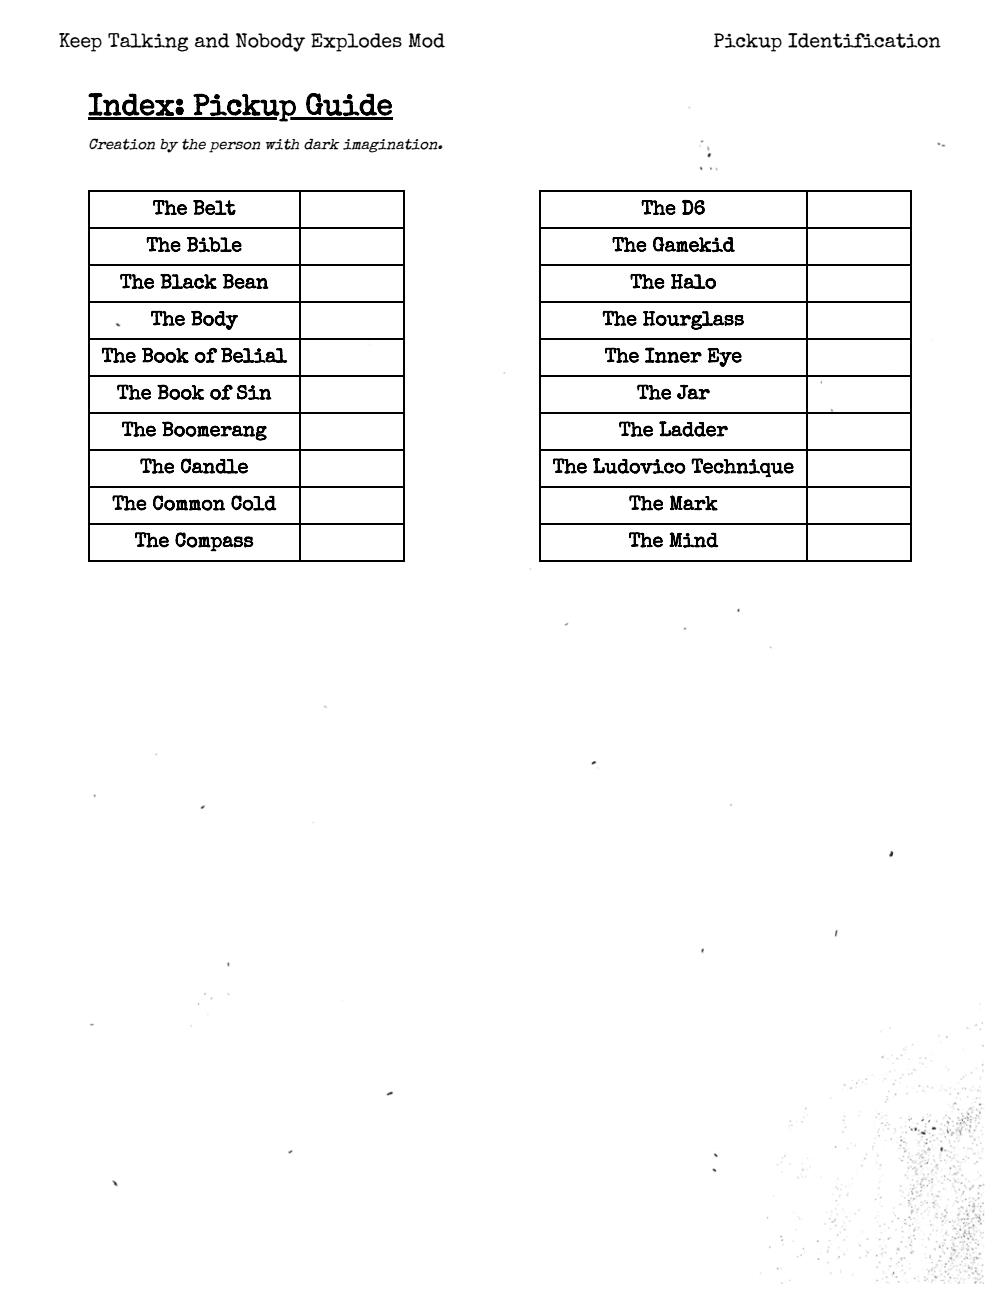 Keep Talking and Nobody Explodes Mod
Pickup Identification
Index: Pickup Guide
Creation by the person with dark imagination.
The Belt
The Bible
The Black Bean
The Body
The Book of Belial
The Book of Sin
The Boomerang
The Candle
The Common Cold
The Compass
The D6
The Gamekid
The Halo
The Hourglass
The Inner Eye
The Jar
The Ladder
The Ludovico Technique
The Mark
The Mind